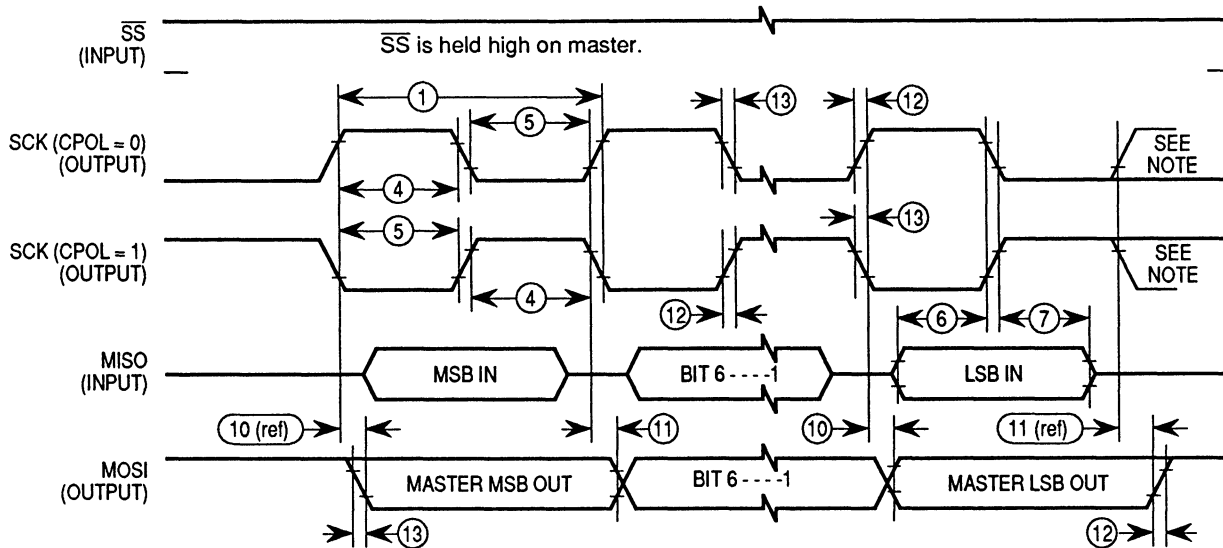 S̅S̅
(INPUT)
S̅S̅ is held high on master.
1
13
12
5
SCK (CPOL = 0)
(OUTPUT)
SEE
NOTE
4
5
13
SCK (CPOL = 1)
(OUTPUT)
SEE
NOTE
4
12
6
7
MISO
(INPUT)
MSB IN
BIT 6 - - - - -1
LSB IN
10 (ref)
11
10
11 (ref)
MOSI
(OUTPUT)
MASTER MSB OUT
BIT 6 - - - - -1
MASTER LSB OUT
13
12